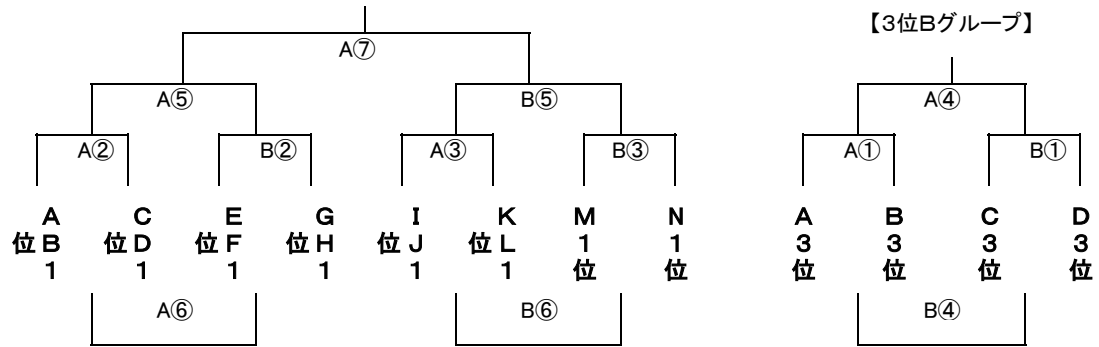 【3位Bグループ】
A⑦
A⑤ B⑤ A④
A② B② A③ B③ A① B①
AB1位 CD1位 EF1位 GH1位 IJ1位 KL1位 M1位 N1位 A3位 B3位 C3位 D3位
A⑥ B⑥ B④